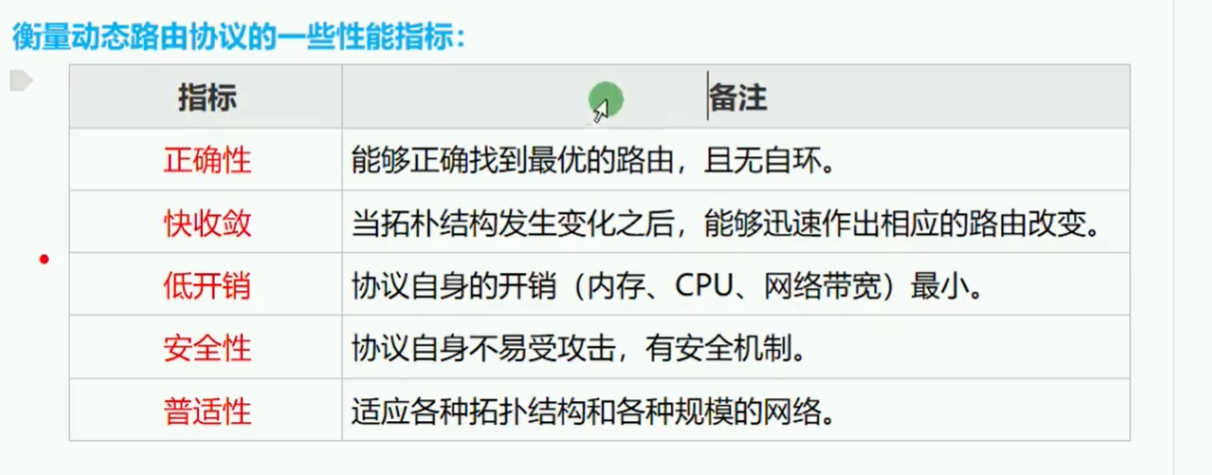 衡量动态路由协议的一些性能指标：
指标 备注
正确性 能够正确找到最优的路由，且无自环。
快收敛 当拓朴结构发生变化之后，能够迅速作出相应的路由改变。
低开销 协议自身的开销（内存、CPU、网络带宽）最小。
安全性 协议自身不易受攻击，有安全机制。
普适性 适应各种拓扑结构和各种规模的网络。